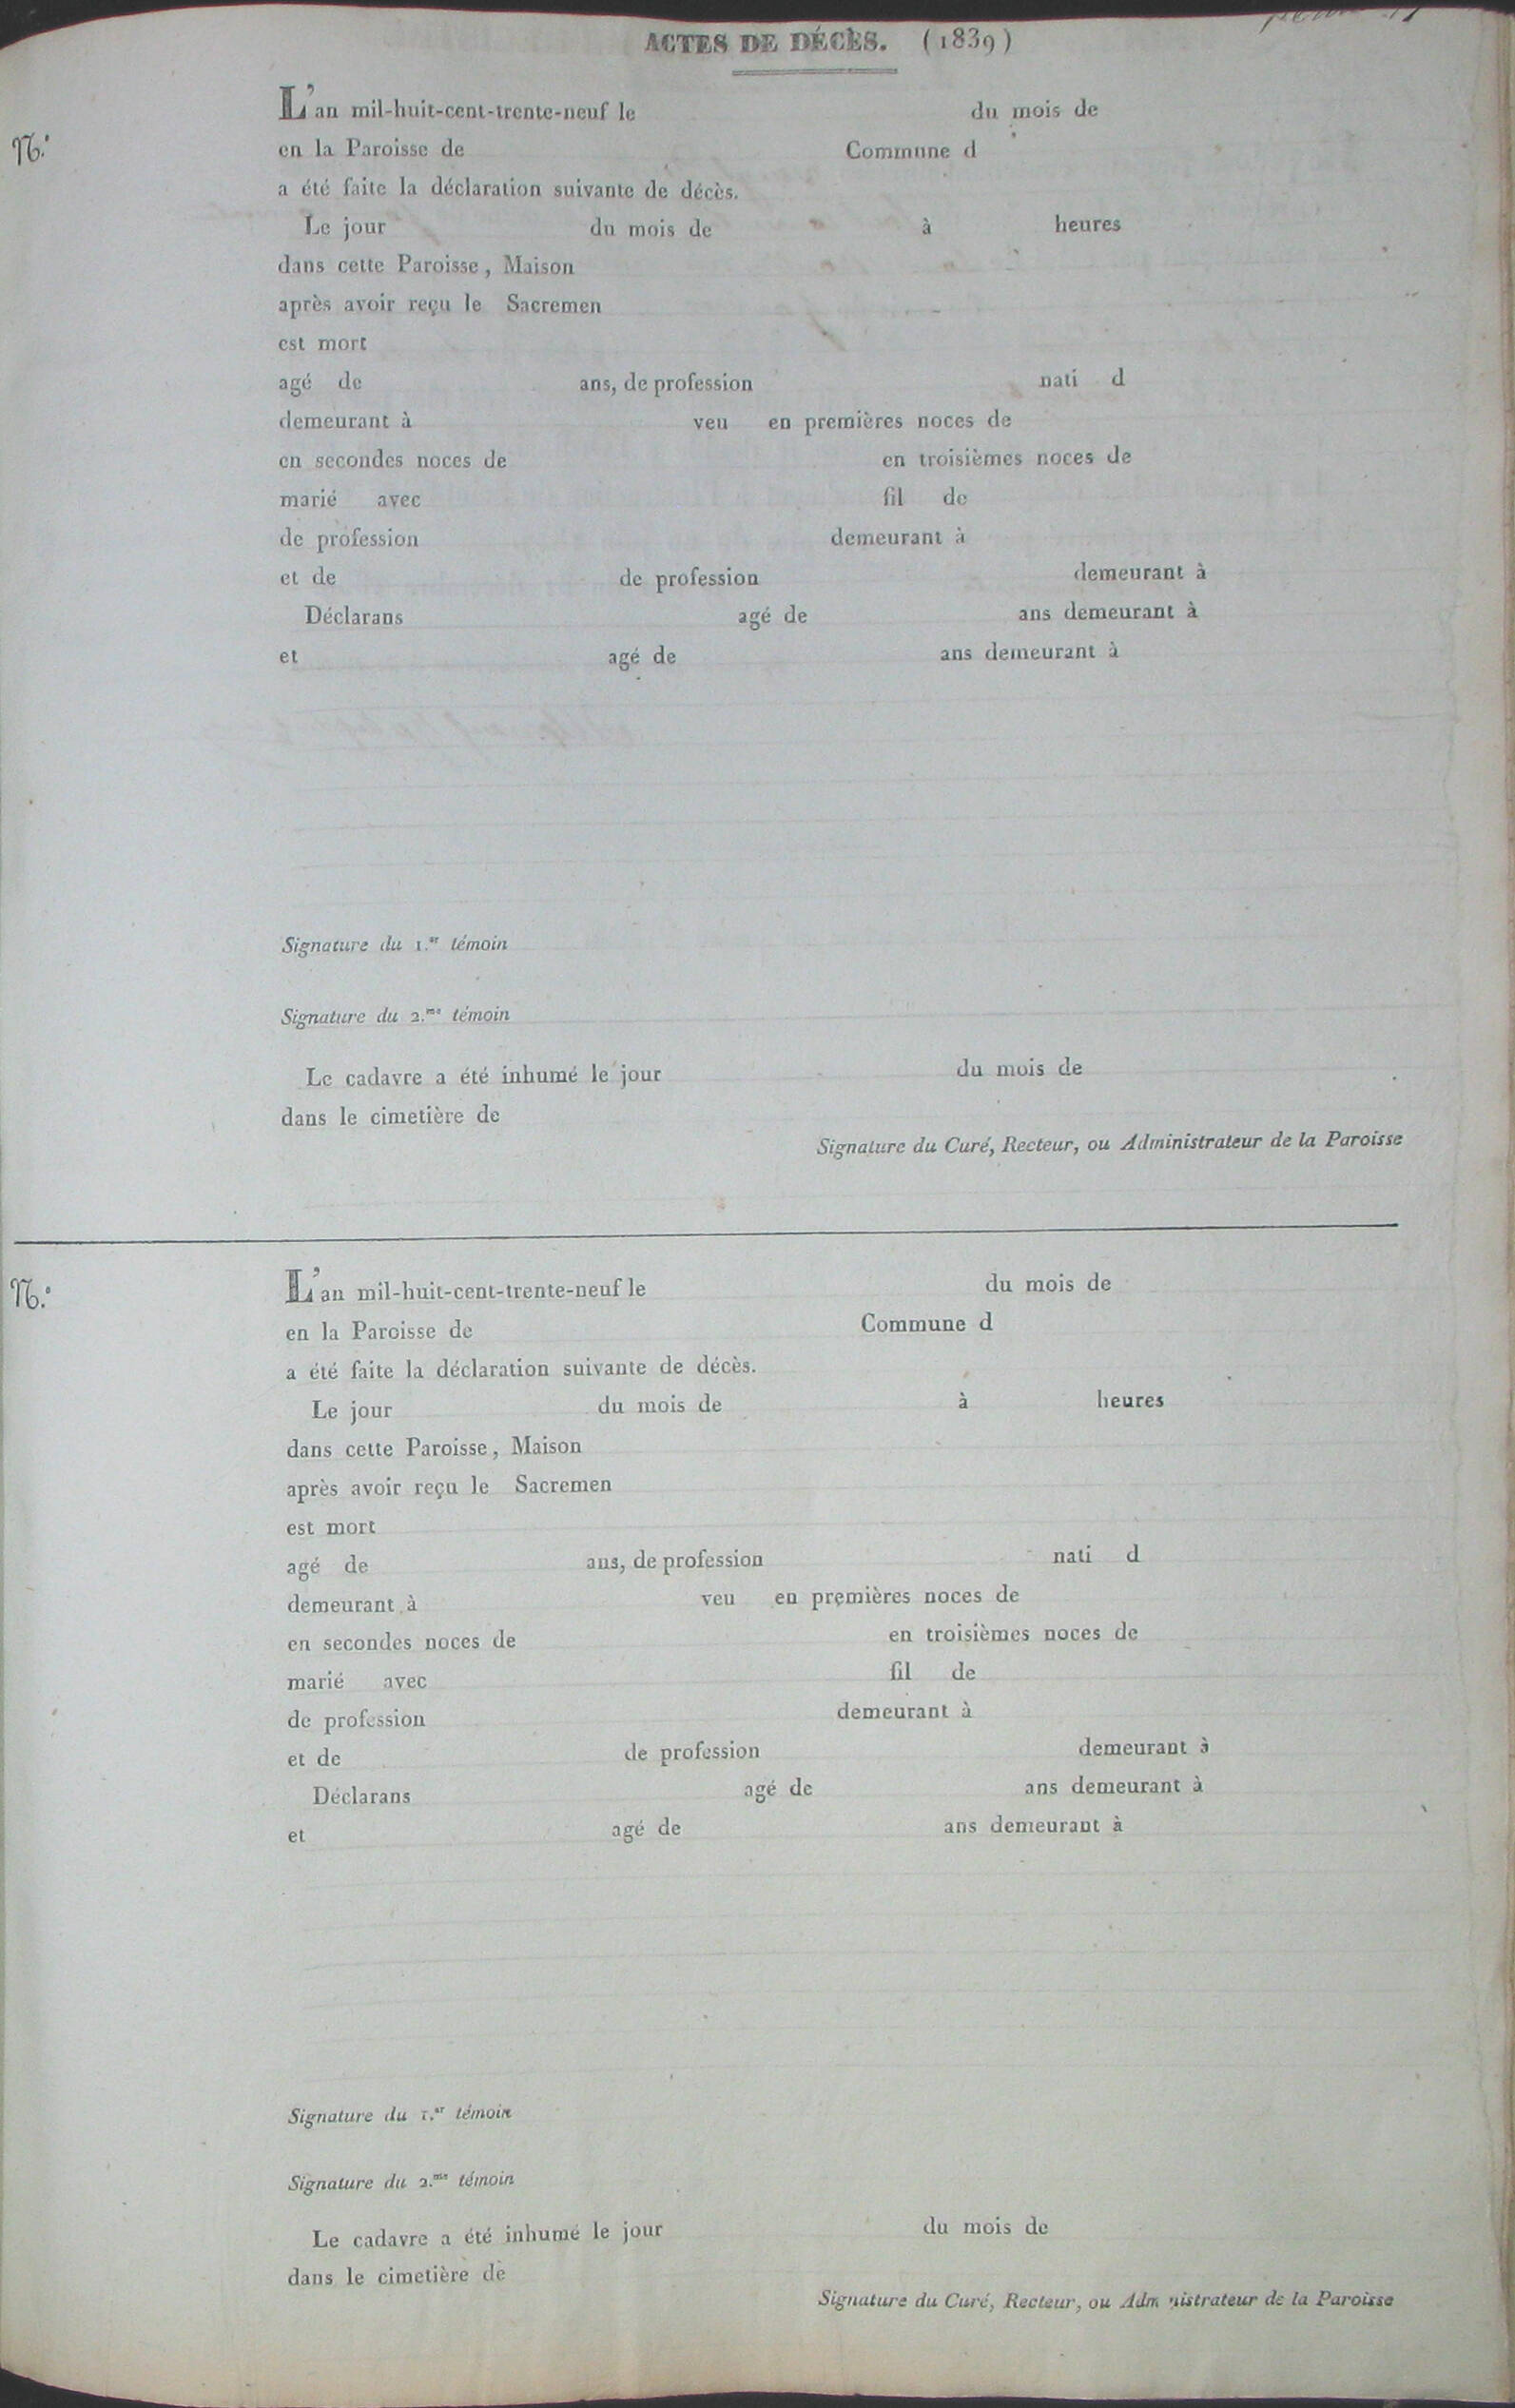 ACTES DE DÉCÈS. (1839)
L'an mil-huit-cent-trente-neuf le du mois de
N.º
en la Paroisse de Commune d
a été faite la déclaration suivante de décès.
Le jour du mois de à heures
dans cette Paroisse, Maison
après avoir reçu le Sacremen
est mort
agé de ans, de profession nati d
demeurant à veu en premières noces de
en secondes noces de en troisièmes noces de
marié avec fil de
de profession demeurant à
et de de profession demeurant à
Déclarans agé de ans demeurant à
et agé de ans demeurant à
Signature du 1.er témoin
Signature du 2.me témoin
Le cadavre a été inhumé le jour du mois de
dans le cimetière de
Signature du Curé, Recteur, ou Administrateur de la Paroisse
N.º
L'an mil-huit-cent-trente-neuf le du mois de
en la Paroisse de Commune d
a été faite la déclaration suivante de décès.
Le jour du mois de à heures
dans cette Paroisse, Maison
après avoir reçu le Sacremen
est mort
agé de ans, de profession nati d
demeurant à veu en premières noces de
en secondes noces de en troisièmes noces de
marié avec fil de
de profession demeurant à
et de de profession demeurant à
Déclarans agé de ans demeurant à
et agé de ans demeurant à
Signature du 1.er témoin
Signature du 2.me témoin
Le cadavre a été inhumé le jour du mois de
dans le cimetière de
Signature du Curé, Recteur, ou Adm nistrateur de la Paroisse